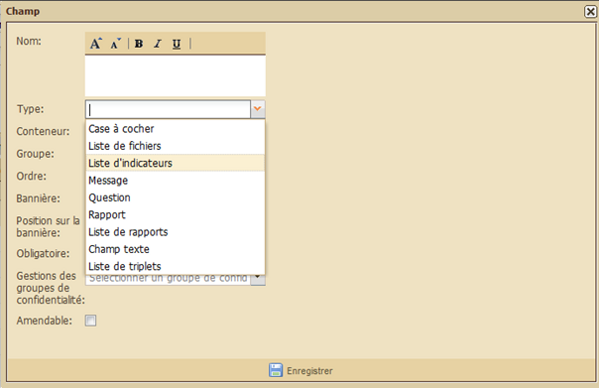 Champ
Nom:
A A B I U
Type:
Case à cocher
Liste de fichiers
Liste d'indicateurs
Message
Question
Rapport
Liste de rapports
Champ texte
Liste de triplets
Conteneur:
Groupe:
Ordre:
Bannière:
Position sur la
bannière:
Obligatoire:
Gestions des
groupes de
confidentialité:
Sélectionner un groupe de confid
Amendable:
Enregistrer